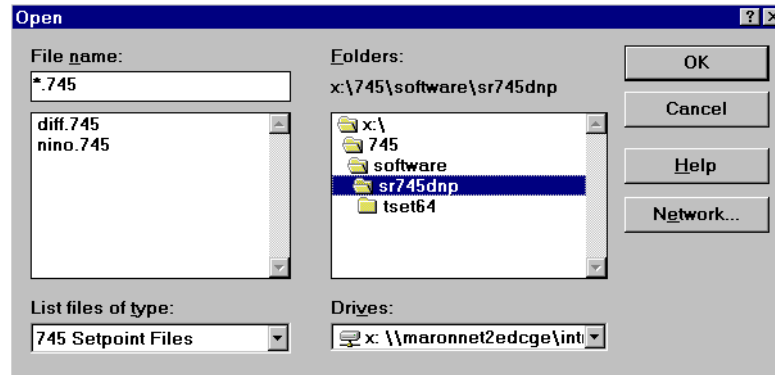 Open
File name:
*.745
diff.745
nino.745
List files of type:
745 Setpoint Files
Folders:
x:\745\software\sr745dnp
x:\
745
software
sr745dnp
tset64
Drives:
x: \\maronnet2edcge\int
OK
Cancel
Help
Network...